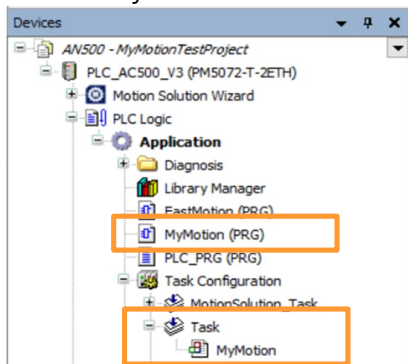 Devices
AN500 - MyMotionTestProject
PLC_AC500_V3 (PM5072-T-2ETH)
Motion Solution Wizard
PLC Logic
Application
Diagnosis
Library Manager
EastMotion (PRG)
MyMotion (PRG)
PLC_PRG (PRG)
Task Configuration
MotionSolution_Task
Task
MyMotion